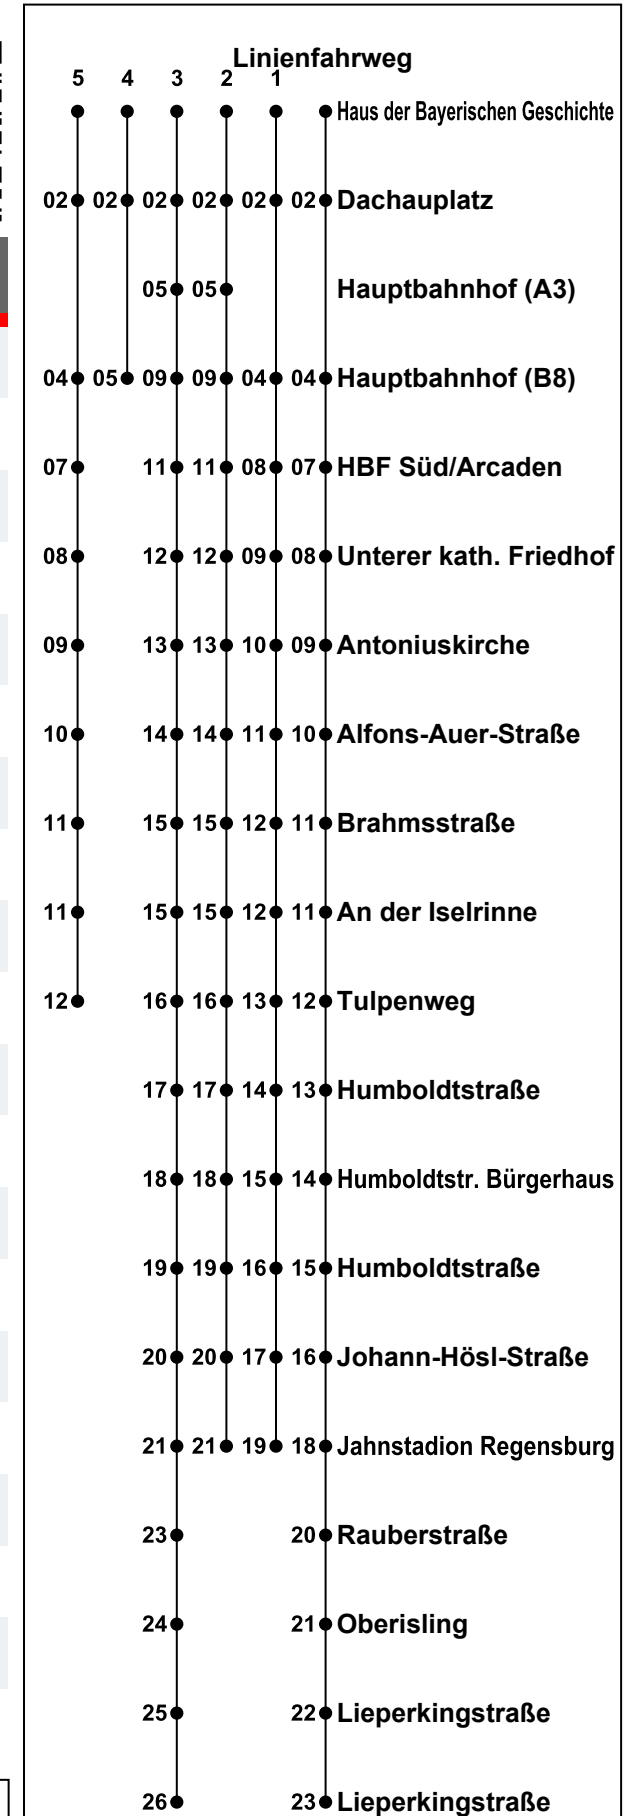 Linienfahrweg
5 4 3 2 1
Haus der Bayerischen Geschichte
02 02 02 02 02 02 Dachauplatz
05 05 Hauptbahnhof (A3)
04 05 09 09 04 04 Hauptbahnhof (B8)
07 11 11 08 07 HBF Süd/Arcaden
08 12 12 09 08 Unterer kath. Friedhof
09 13 13 10 09 Antoniuskirche
10 14 14 11 10 Alfons-Auer-Straße
11 15 15 12 11 Brahmsstraße
11 15 15 12 11 An der Iselrinne
12 16 16 13 12 Tulpenweg
17 17 14 13 Humboldtstraße
18 18 15 14 Humboldtstr. Bürgerhaus
19 19 16 15 Humboldtstraße
20 20 17 16 Johann-Hösl-Straße
21 21 19 18 Jahnstadion Regensburg
23 20 Rauberstraße
24 21 Oberisling
25 22 Lieperkingstraße
26 23 Lieperkingstraße